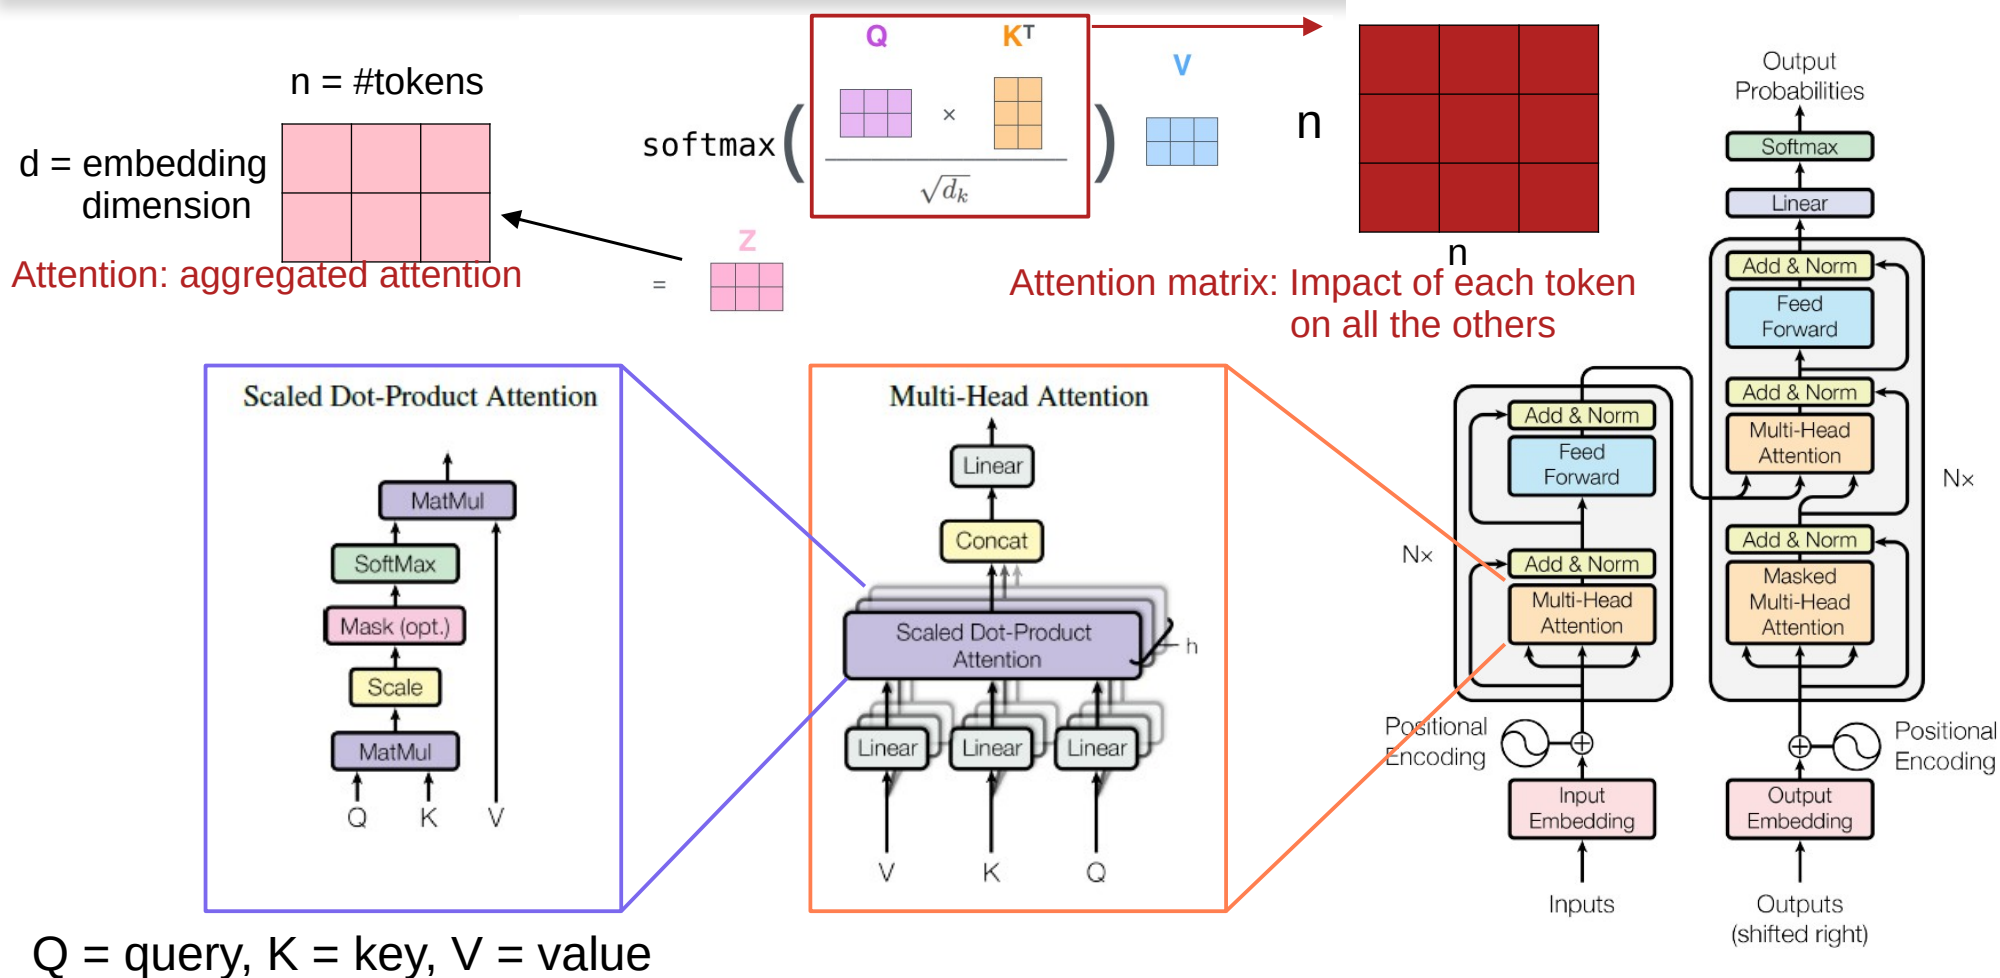 n = #tokens
d = embedding
dimension
Attention: aggregated attention
softmax(
Q
K^T
×
√d_k
)
V
=
Z
n
n
Attention matrix: Impact of each token
on all the others
Scaled Dot-Product Attention
MatMul
SoftMax
Mask (opt.)
Scale
MatMul
Q
K
V
Multi-Head Attention
Linear
Concat
Scaled Dot-Product
Attention
h
Linear
Linear
Linear
V
K
Q
Output
Probabilities
Softmax
Linear
Add & Norm
Feed
Forward
Add & Norm
Multi-Head
Attention
Add & Norm
Masked
Multi-Head
Attention
N×
Add & Norm
Feed
Forward
N×
Add & Norm
Multi-Head
Attention
Positional
Encoding
+
Input
Embedding
Inputs
+
Positional
Encoding
Output
Embedding
Outputs
(shifted right)
Q = query, K = key, V = value